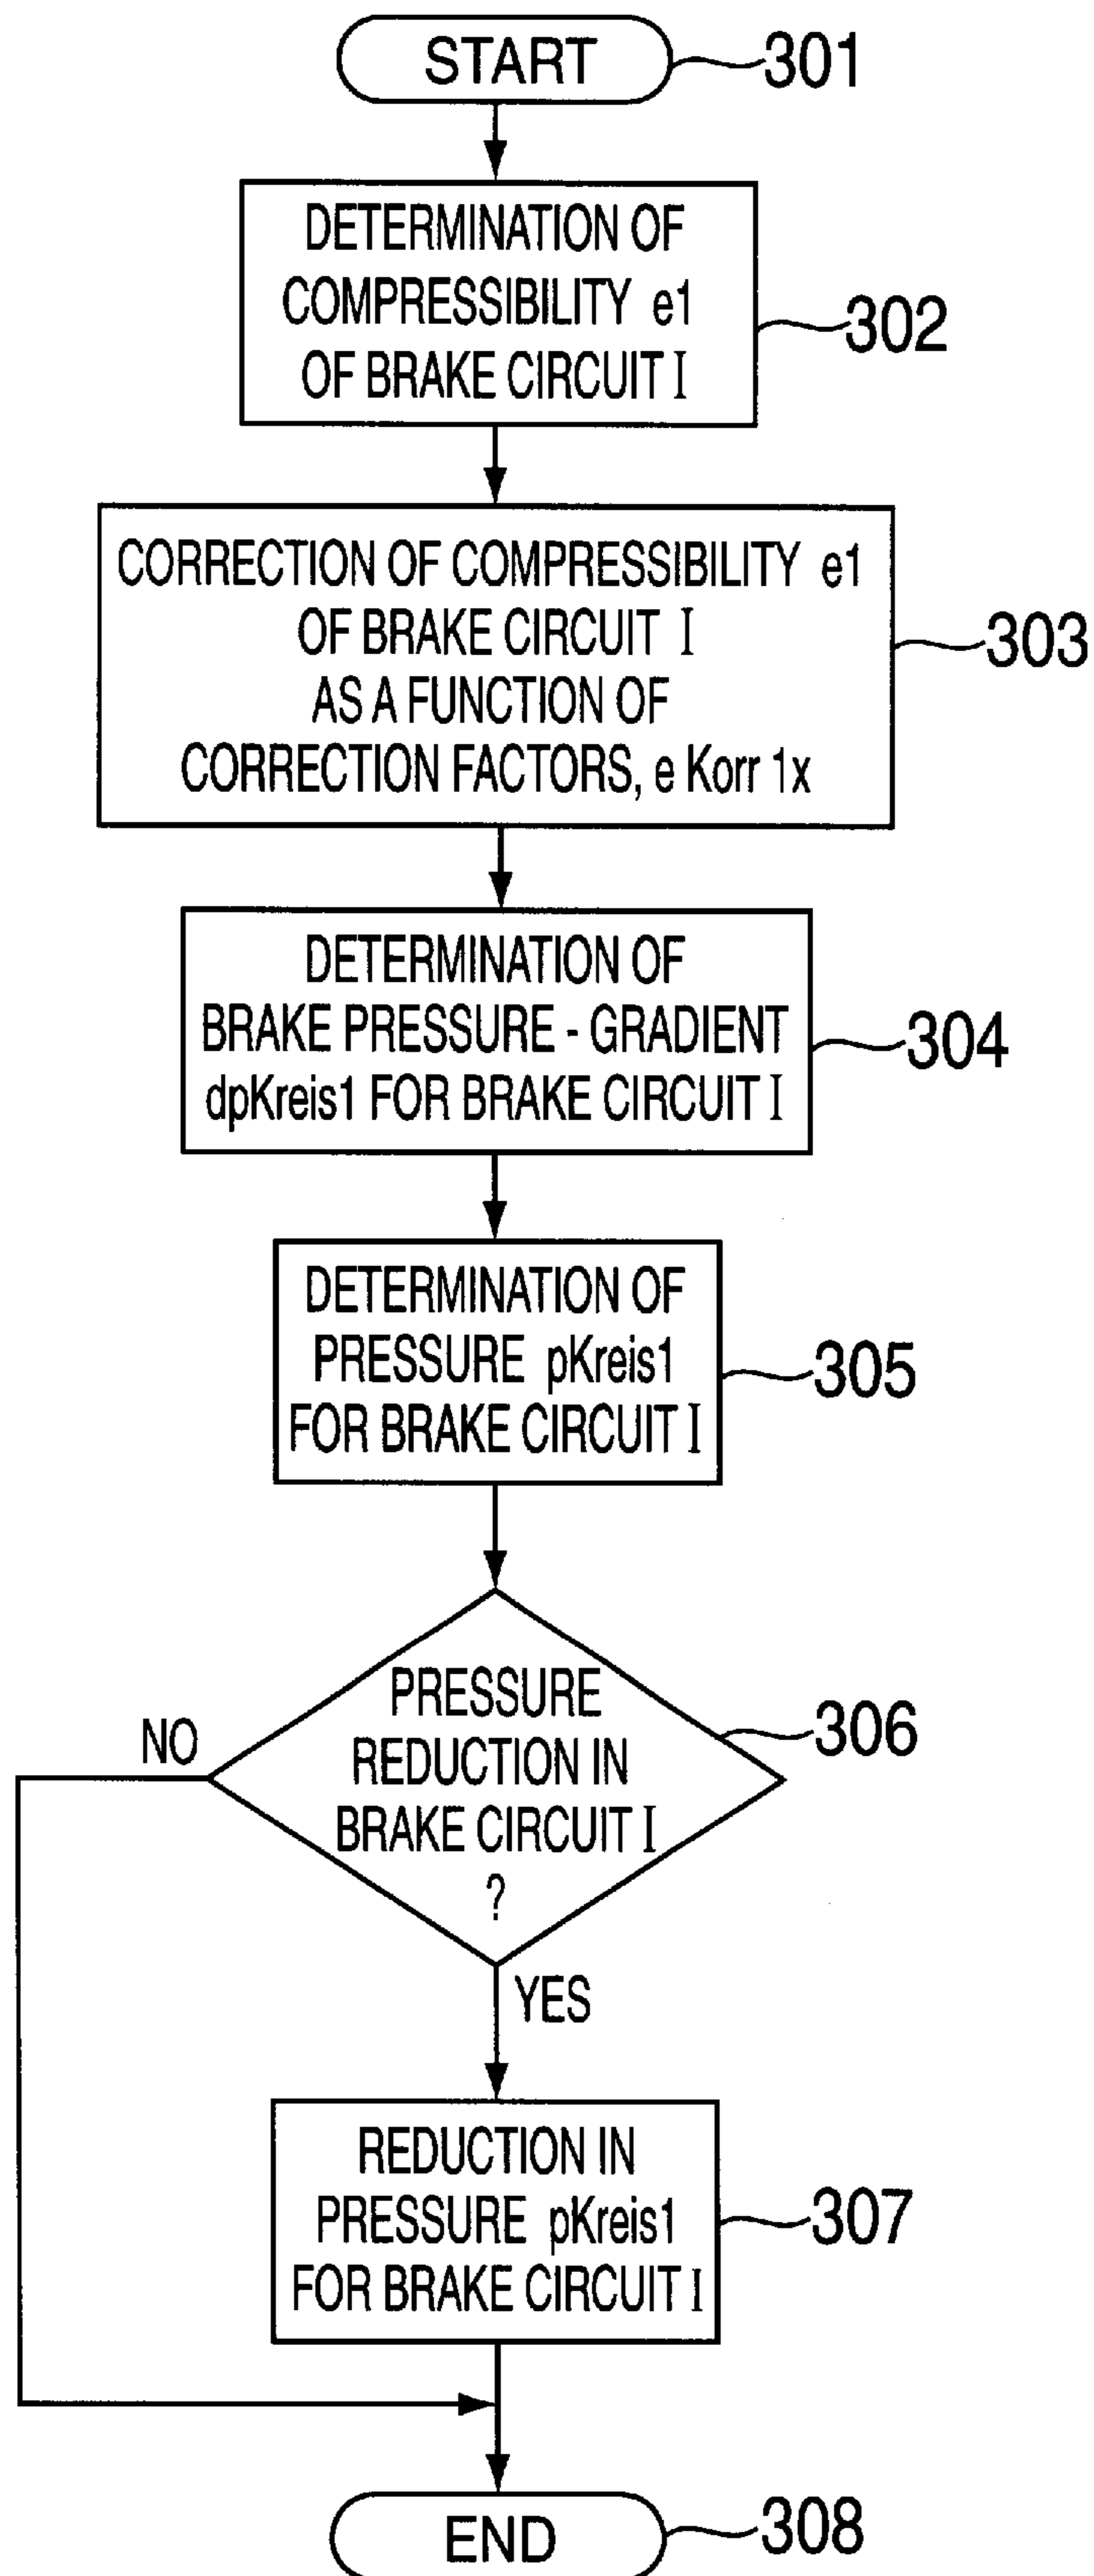 START
301
DETERMINATION OF
COMPRESSIBILITY e1
OF BRAKE CIRCUIT I
302
CORRECTION OF COMPRESSIBILITY e1
OF BRAKE CIRCUIT I
AS A FUNCTION OF
CORRECTION FACTORS, e Korr 1x
303
DETERMINATION OF
BRAKE PRESSURE - GRADIENT
dpKreis1 FOR BRAKE CIRCUIT I
304
DETERMINATION OF
PRESSURE pKreis1
FOR BRAKE CIRCUIT I
305
PRESSURE
REDUCTION IN
BRAKE CIRCUIT I
?
306
NO
YES
REDUCTION IN
PRESSURE pKreis1
FOR BRAKE CIRCUIT I
307
END
308